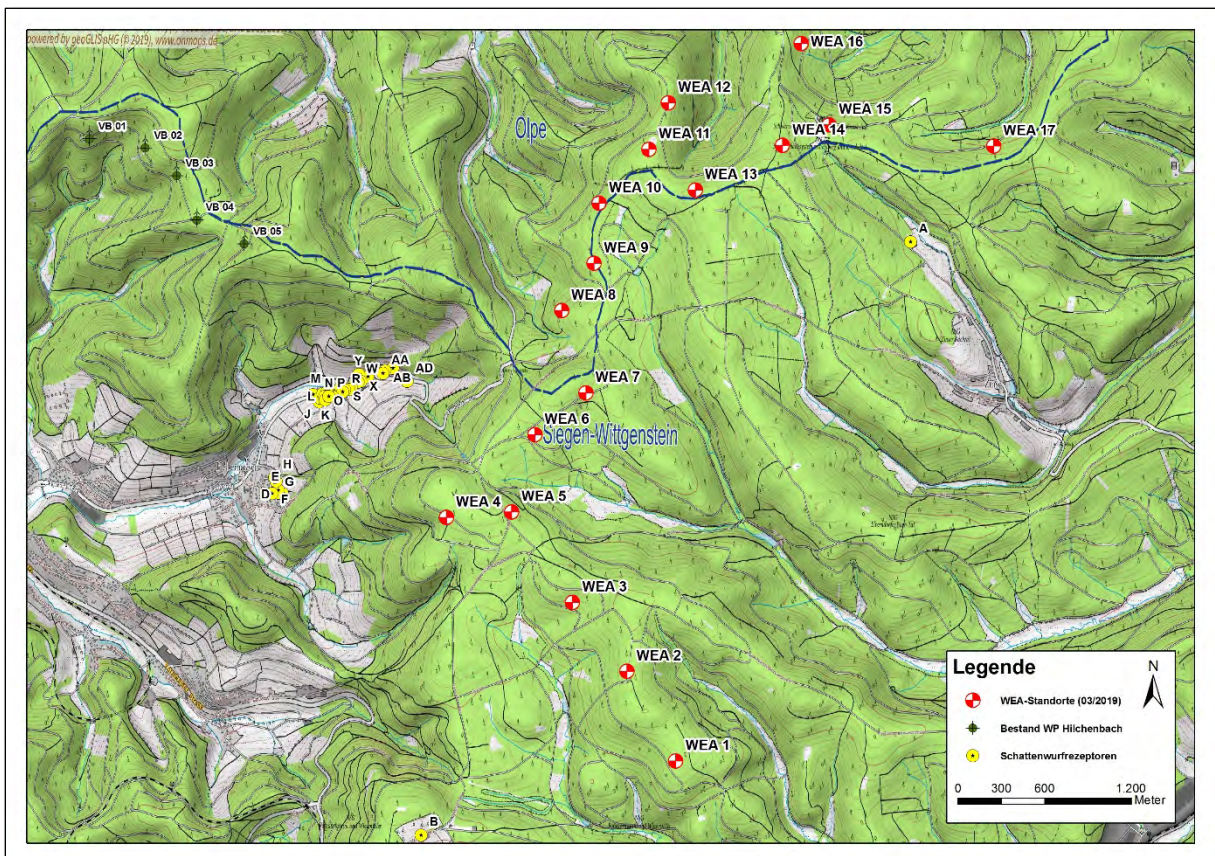 powered by geoGLIS oHG (© 2019), www.onmaps.de
WEA 16
WEA 12
WEA 15
VB 01
VB 02
Olpe
WEA 11
WEA 14
WEA 17
VB 03
WEA 13
WEA 10
VB 04
A
VB 05
WEA 9
WEA 8
Y
W
AA
AD
M
N
P
R
X
AB
WEA 7
L
O
S
J
K
WEA 6
Siegen-Wittgenstein
H
E
G
D
F
WEA 4
WEA 5
WEA 3
WEA 2
WEA 1
B
Legende
N
WEA-Standorte (03/2019)
Bestand WP Hilchenbach
Schattenwurfrezeptoren
0 300 600 1.200
Meter